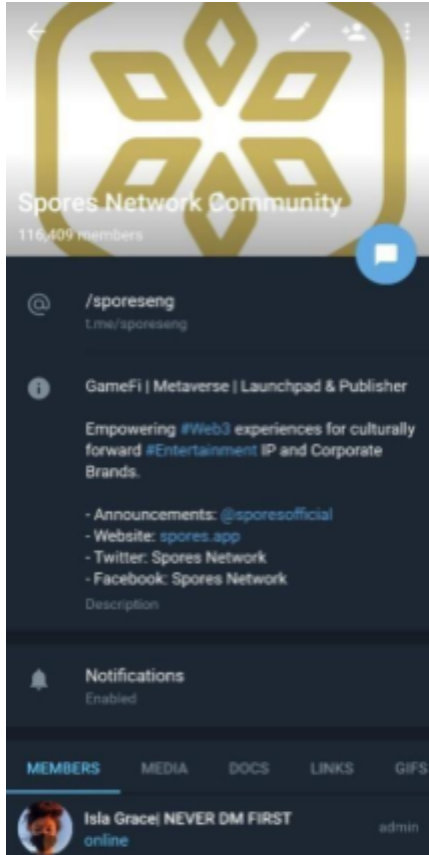 Spores Network Community
116,409 members
/sporeseng
t.me/sporeseng
GameFi | Metaverse | Launchpad & Publisher
Empowering #Web3 experiences for culturally
forward #Entertainment IP and Corporate
Brands.
- Announcements: @sporesofficial
- Website: spores.app
- Twitter: Spores Network
- Facebook: Spores Network
Description
Notifications
Enabled
MEMBERS MEDIA DOCS LINKS GIFS
Isla Grace| NEVER DM FIRST
admin
online